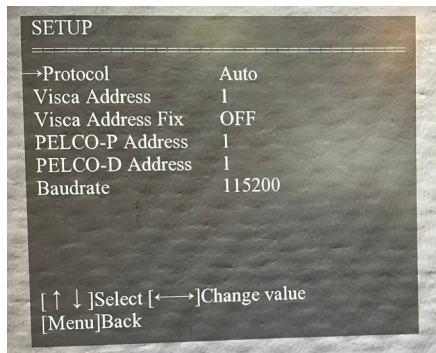 SETUP
==========================================
→Protocol Auto
Visca Address 1
Visca Address Fix OFF
PELCO-P Address 1
PELCO-D Address 1
Baudrate 115200
[ ↑ ↓ ]Select [←→]Change value
[Menu]Back